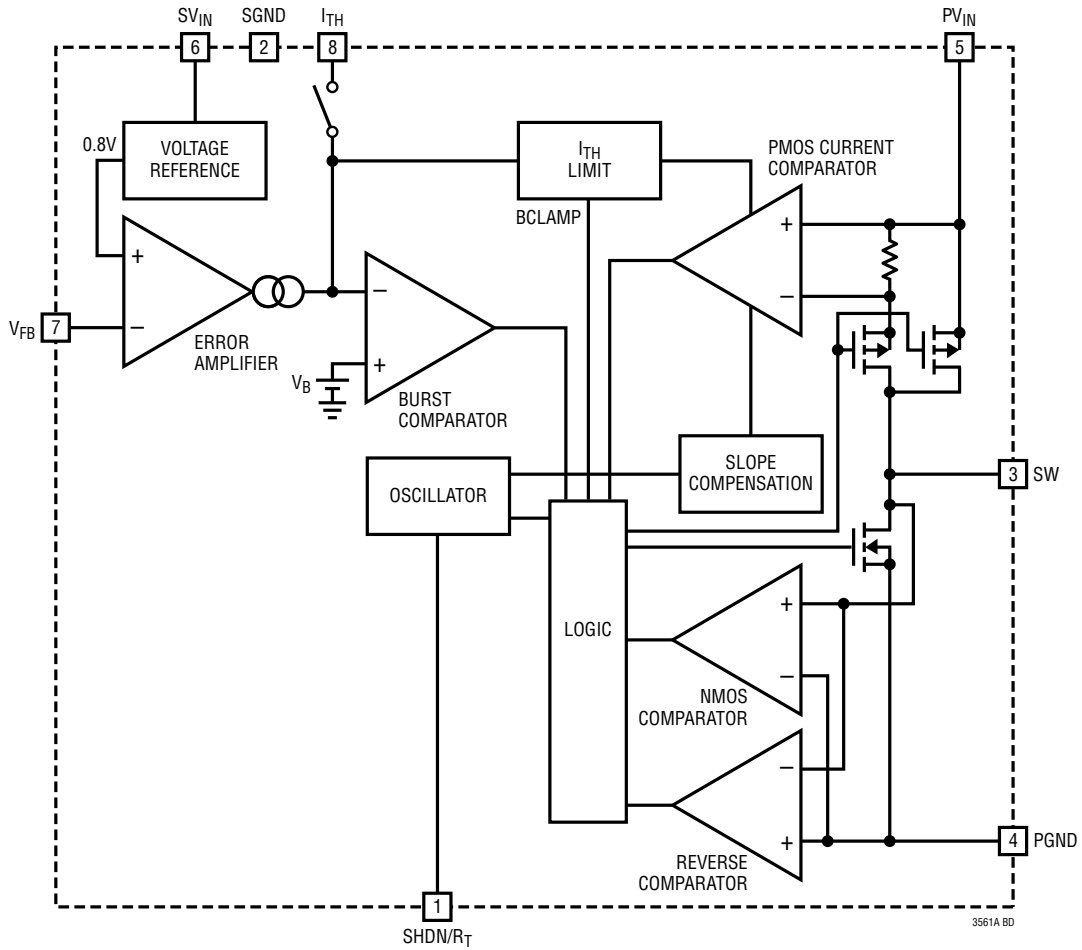 SVIN SGND ITH PVIN
6 2 8 5
0.8V
VOLTAGE
REFERENCE
ITH
LIMIT
BCLAMP
PMOS CURRENT
COMPARATOR
+
–
+
–
VFB 7
ERROR
AMPLIFIER
–
+
VB
BURST
COMPARATOR
OSCILLATOR
SLOPE
COMPENSATION
3 SW
LOGIC
+
–
NMOS
COMPARATOR
–
+
REVERSE
COMPARATOR
4 PGND
1
SHDN/RT
3561A BD